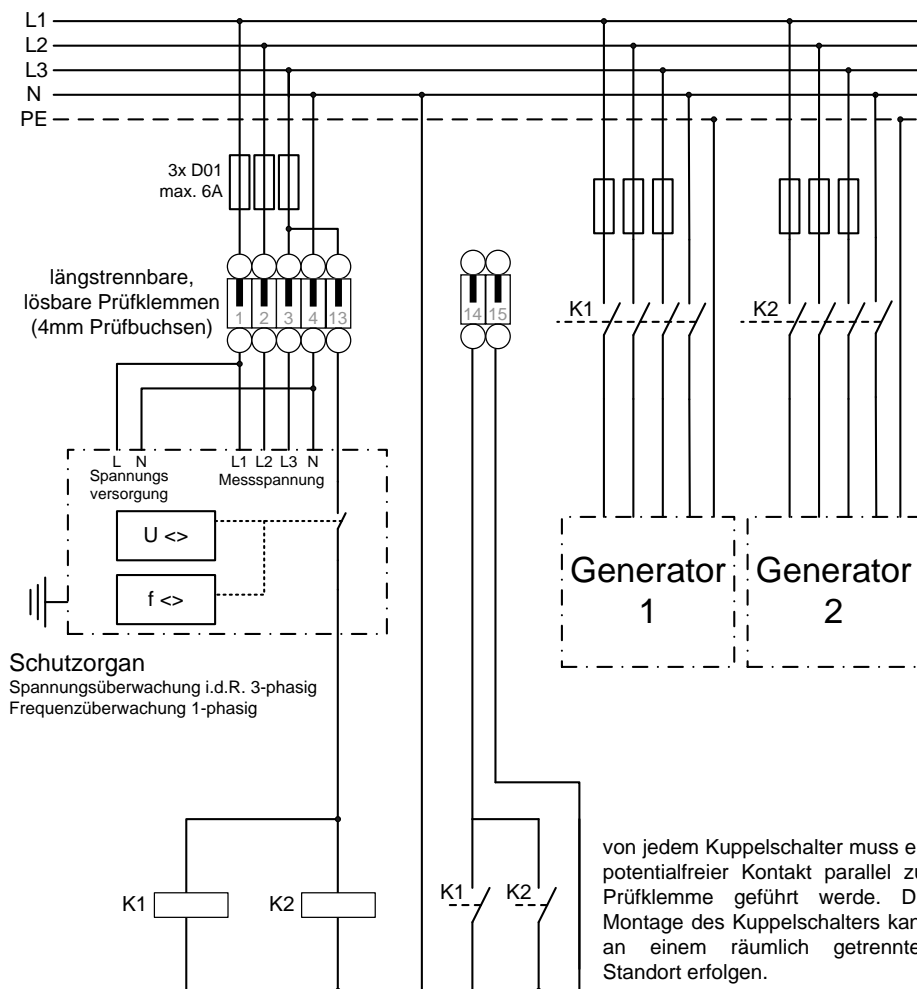 L1
L2
L3
N
PE
3x D01
max. 6A
längstrennbare,
lösbare Prüfklemmen
(4mm Prüfbuchsen)
1 2 3 4 13
14 15
K1
K2
L N L1 L2 L3 N
Spannungs
versorgung
Messspannung
U <>
f <>
Generator
1
Generator
2
Schutzorgan
Spannungsüberwachung i.d.R. 3-phasig
Frequenzüberwachung 1-phasig
K1
K2
K1
K2
von jedem Kuppelschalter muss e
potentialfreier Kontakt parallel zu
Prüfklemme geführt werde. D
Montage des Kuppelschalters kan
an einem räumlich getrennte
Standort erfolgen.